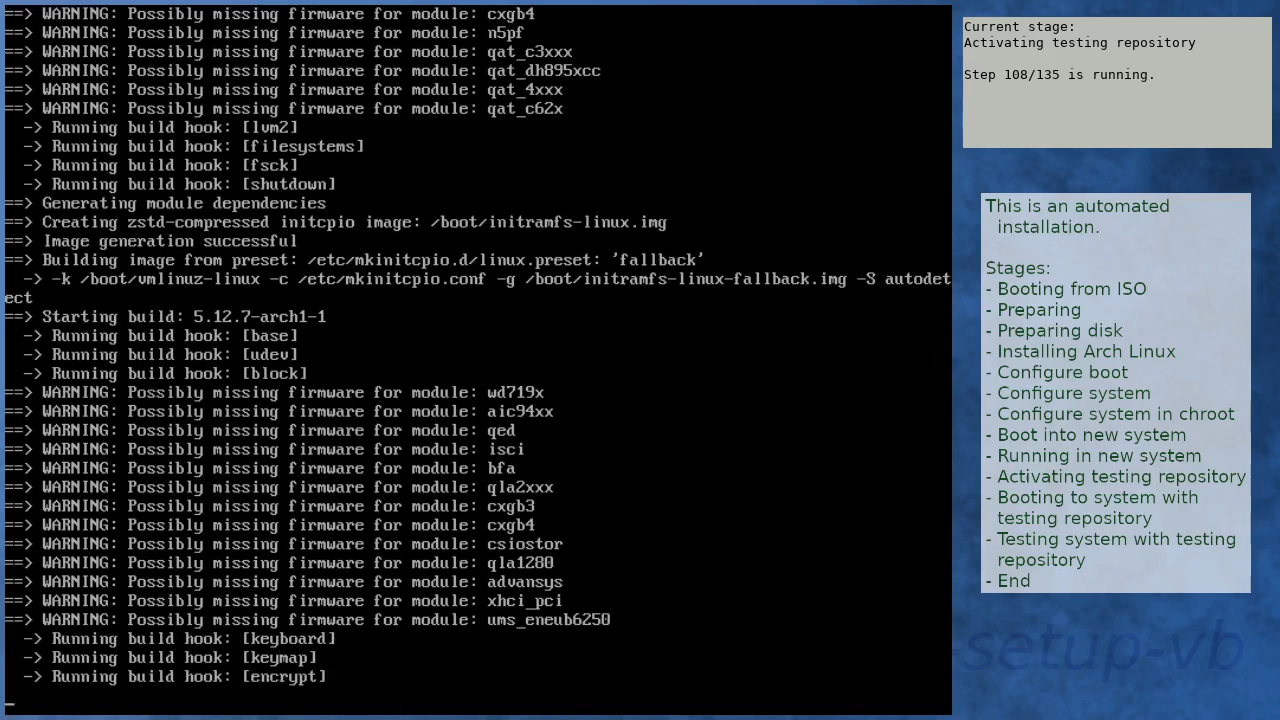 ==> WARNING: Possibly missing firmware for module: cxgb4
==> WARNING: Possibly missing firmware for module: n5pf
==> WARNING: Possibly missing firmware for module: qat_c3xxx
==> WARNING: Possibly missing firmware for module: qat_dh895xcc
==> WARNING: Possibly missing firmware for module: qat_4xxx
==> WARNING: Possibly missing firmware for module: qat_c62x
  -> Running build hook: [lvm2]
  -> Running build hook: [filesystems]
  -> Running build hook: [fsck]
  -> Running build hook: [shutdown]
==> Generating module dependencies
==> Creating zstd-compressed initcpio image: /boot/initramfs-linux.img
==> Image generation successful
==> Building image from preset: /etc/mkinitcpio.d/linux.preset: 'fallback'
  -> -k /boot/vmlinuz-linux -c /etc/mkinitcpio.conf -g /boot/initramfs-linux-fallback.img -S autodet
ect
==> Starting build: 5.12.7-arch1-1
  -> Running build hook: [base]
  -> Running build hook: [udev]
  -> Running build hook: [block]
==> WARNING: Possibly missing firmware for module: wd719x
==> WARNING: Possibly missing firmware for module: aic94xx
==> WARNING: Possibly missing firmware for module: qed
==> WARNING: Possibly missing firmware for module: isci
==> WARNING: Possibly missing firmware for module: bfa
==> WARNING: Possibly missing firmware for module: qla2xxx
==> WARNING: Possibly missing firmware for module: cxgb3
==> WARNING: Possibly missing firmware for module: cxgb4
==> WARNING: Possibly missing firmware for module: csiostor
==> WARNING: Possibly missing firmware for module: qla1280
==> WARNING: Possibly missing firmware for module: advansys
==> WARNING: Possibly missing firmware for module: xhci_pci
==> WARNING: Possibly missing firmware for module: ums_eneub6250
  -> Running build hook: [keyboard]
  -> Running build hook: [keymap]
  -> Running build hook: [encrypt]
Current stage:
Activating testing repository
Step 108/135 is running.
This is an automated
installation.
Stages:
- Booting from ISO
- Preparing
- Preparing disk
- Installing Arch Linux
- Configure boot
- Configure system
- Configure system in chroot
- Boot into new system
- Running in new system
- Activating testing repository
- Booting to system with
testing repository
- Testing system with testing
repository
- End
-setup-vb